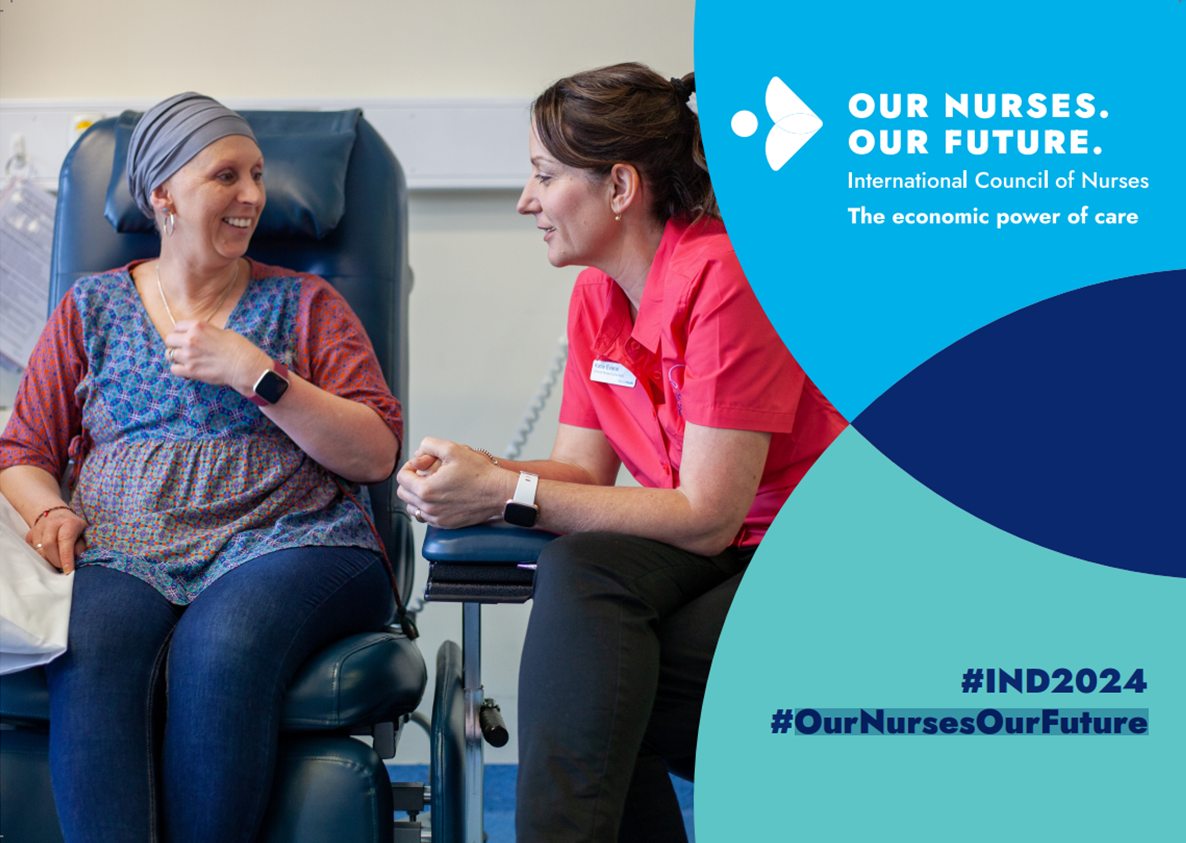 OUR NURSES.
OUR FUTURE.
International Council of Nurses
The economic power of care
#IND2024
#OurNursesOurFuture